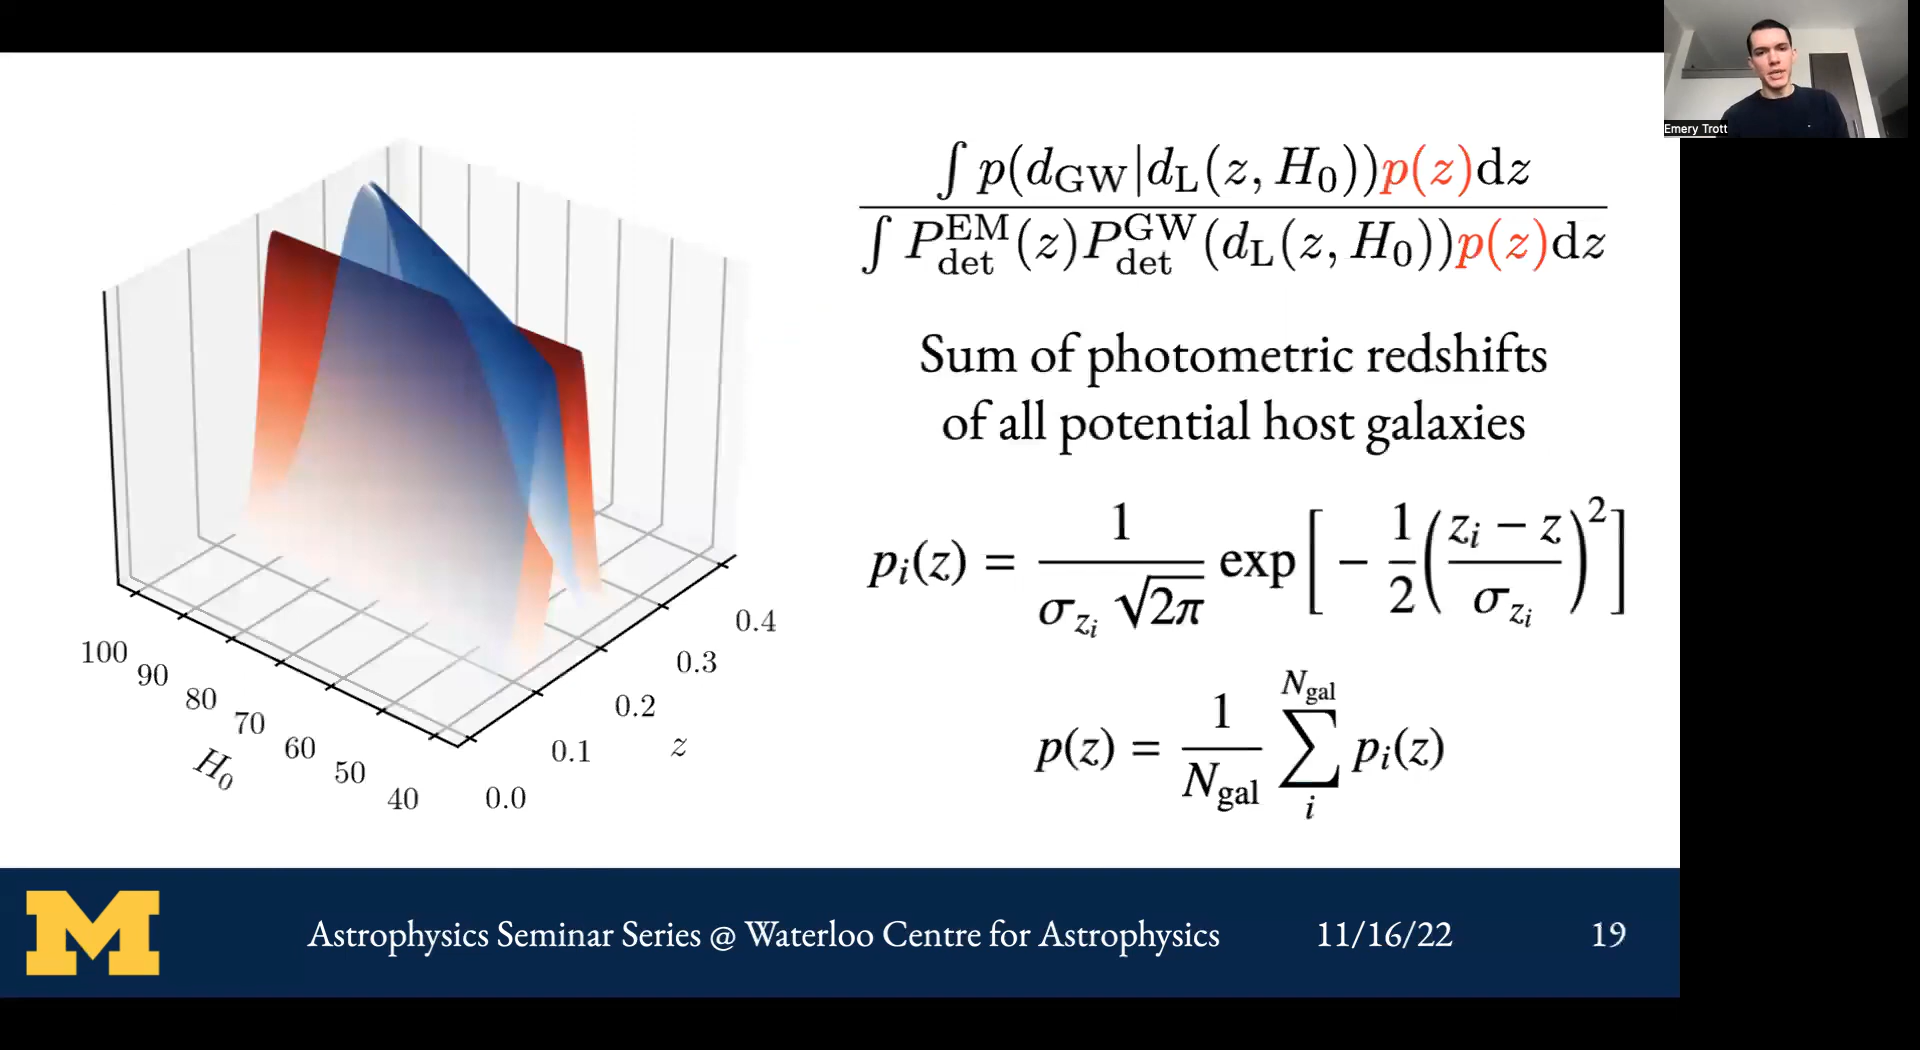 Emery Trott
∫ p(d_GW|d_L(z, H_0))p(z)dz
∫ P_det^EM(z)P_det^GW(d_L(z, H_0))p(z)dz
Sum of photometric redshifts
of all potential host galaxies
p_i(z) = 1/(σ_{z_i} √2π) exp[ − 1/2 ( (z_i − z)/σ_{z_i} )^2 ]
p(z) = 1/N_gal ∑_i^{N_gal} p_i(z)
100
90
80
70
60
50
40
H_0
0.0
0.1
0.2
0.3
0.4
z
M
Astrophysics Seminar Series @ Waterloo Centre for Astrophysics 11/16/22 19